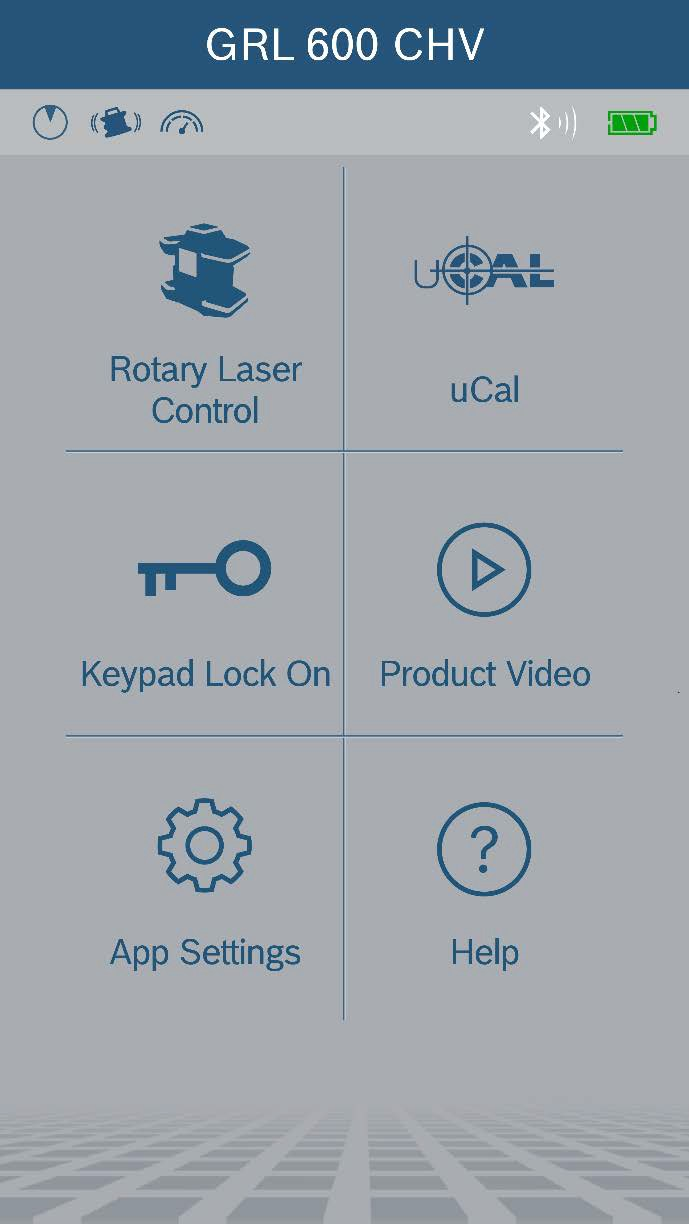 GRL 600 CHV
uCAL
Rotary Laser
Control
uCal
Keypad Lock On
Product Video
App Settings
?
Help